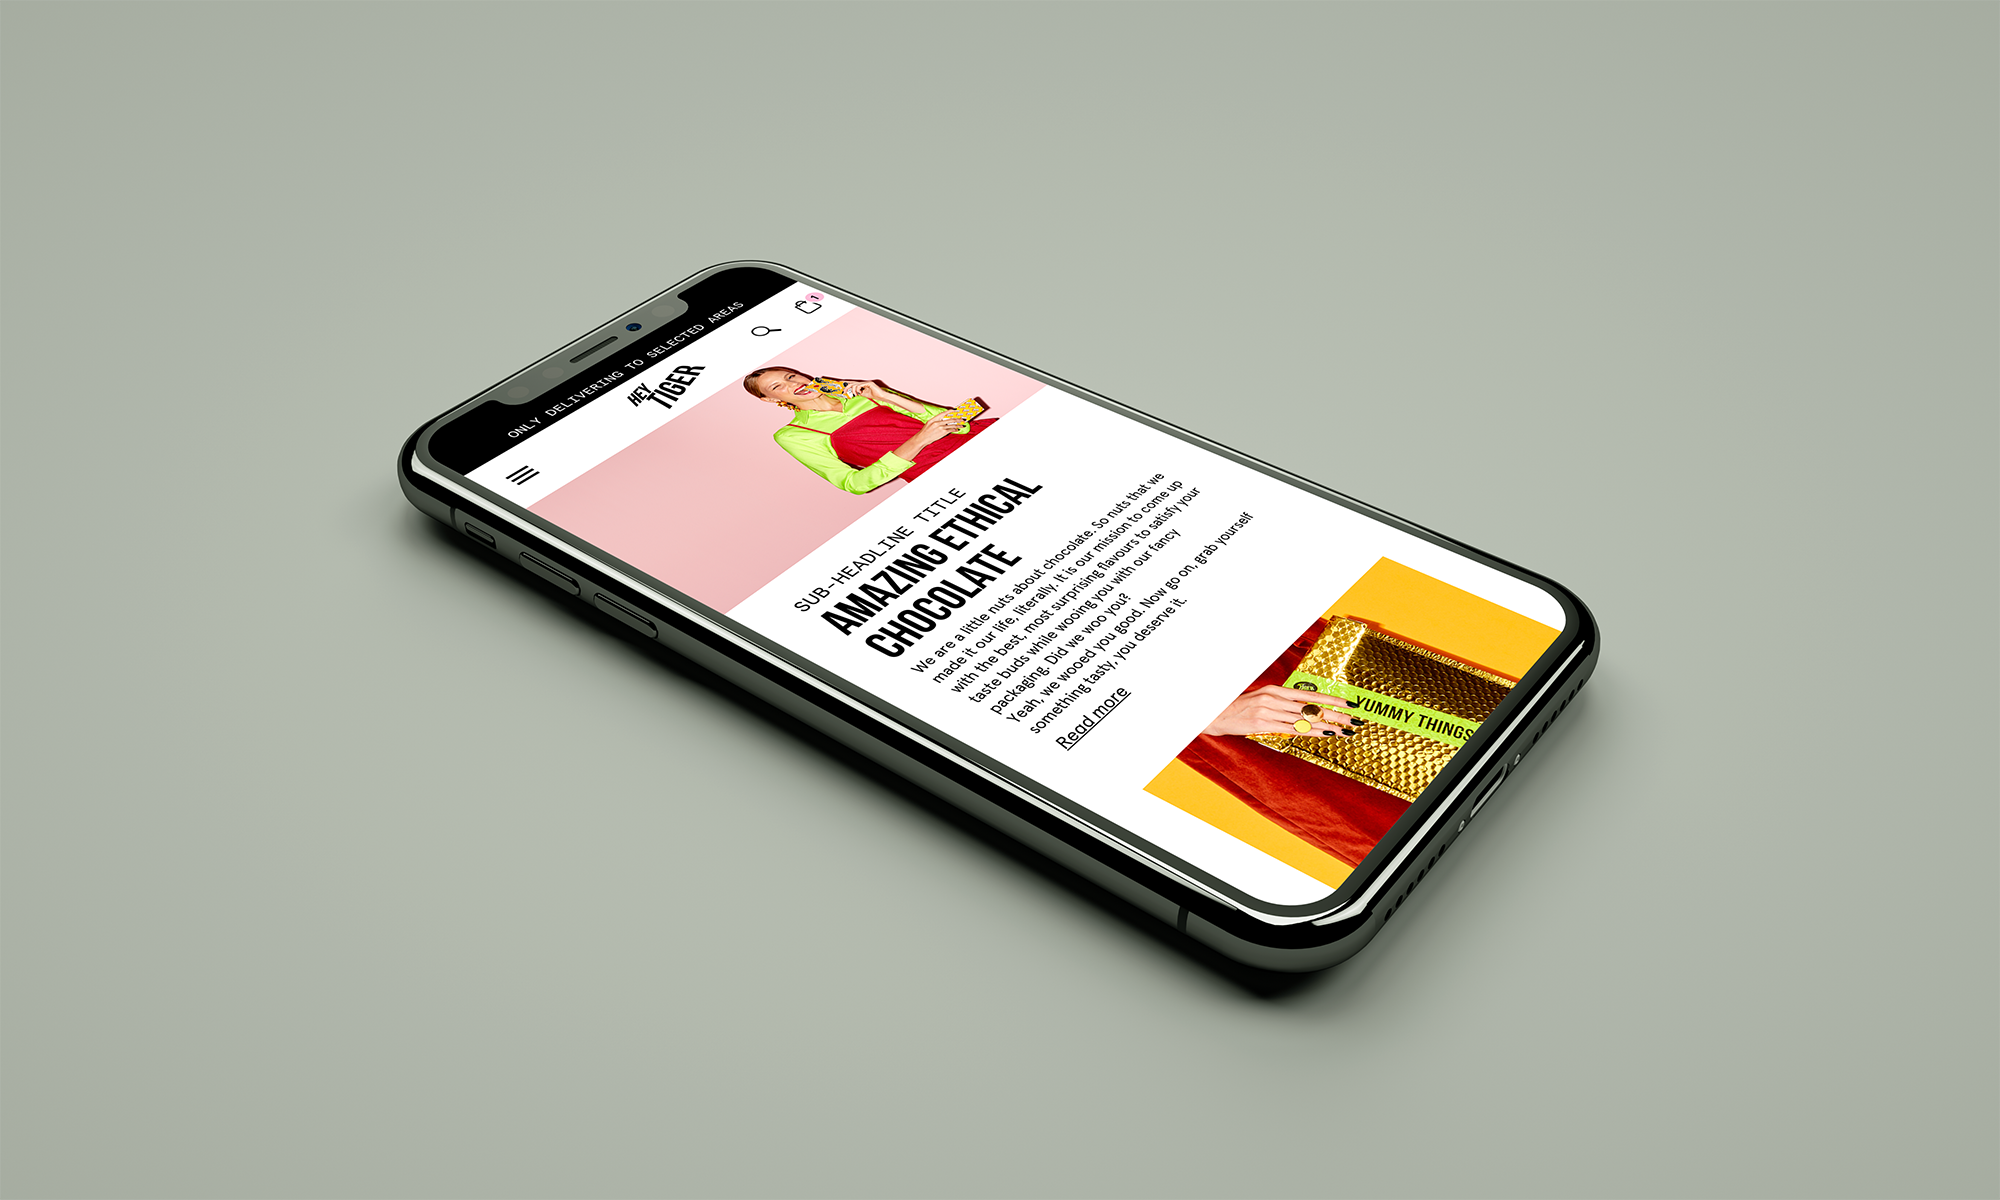 ONLY DELIVERING TO SELECTED AREAS
HEY
TIGER
1
SUB-HEADLINE TITLE
AMAZING ETHICAL
CHOCOLATE
We are a little nuts about chocolate. So nuts that we
made it our life, literally. It is our mission to come up
with the best, most surprising flavours to satisfy your
taste buds while wooing you with our fancy
packaging. Did we woo you?
Yeah, we wooed you good. Now go on, grab yourself
something tasty, you deserve it.
Read more
YUMMY THINGS